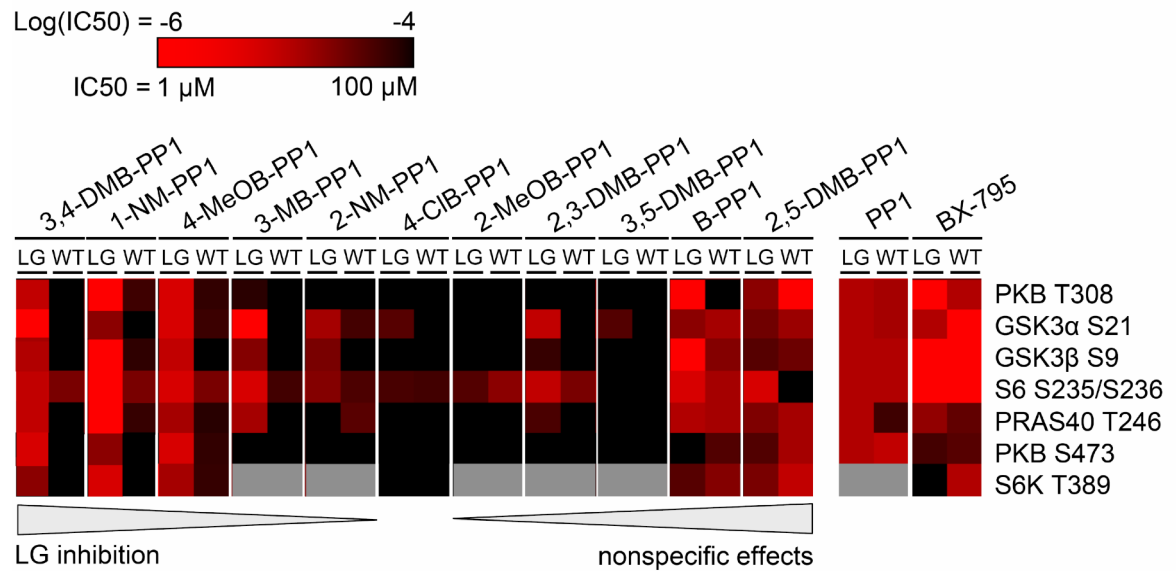 Log(IC50) = -6 -4
IC50 = 1 µM 100 µM
3,4-DMB-PP1 1-NM-PP1 4-MeOB-PP1 3-MB-PP1 2-NM-PP1 4-ClB-PP1 2-MeOB-PP1 2,3-DMB-PP1 3,5-DMB-PP1 B-PP1 2,5-DMB-PP1 PP1 BX-795
LG WT LG WT LG WT LG WT LG WT LG WT LG WT LG WT LG WT LG WT LG WT LG WT LG WT
PKB T308
GSK3α S21
GSK3β S9
S6 S235/S236
PRAS40 T246
PKB S473
S6K T389
LG inhibition nonspecific effects